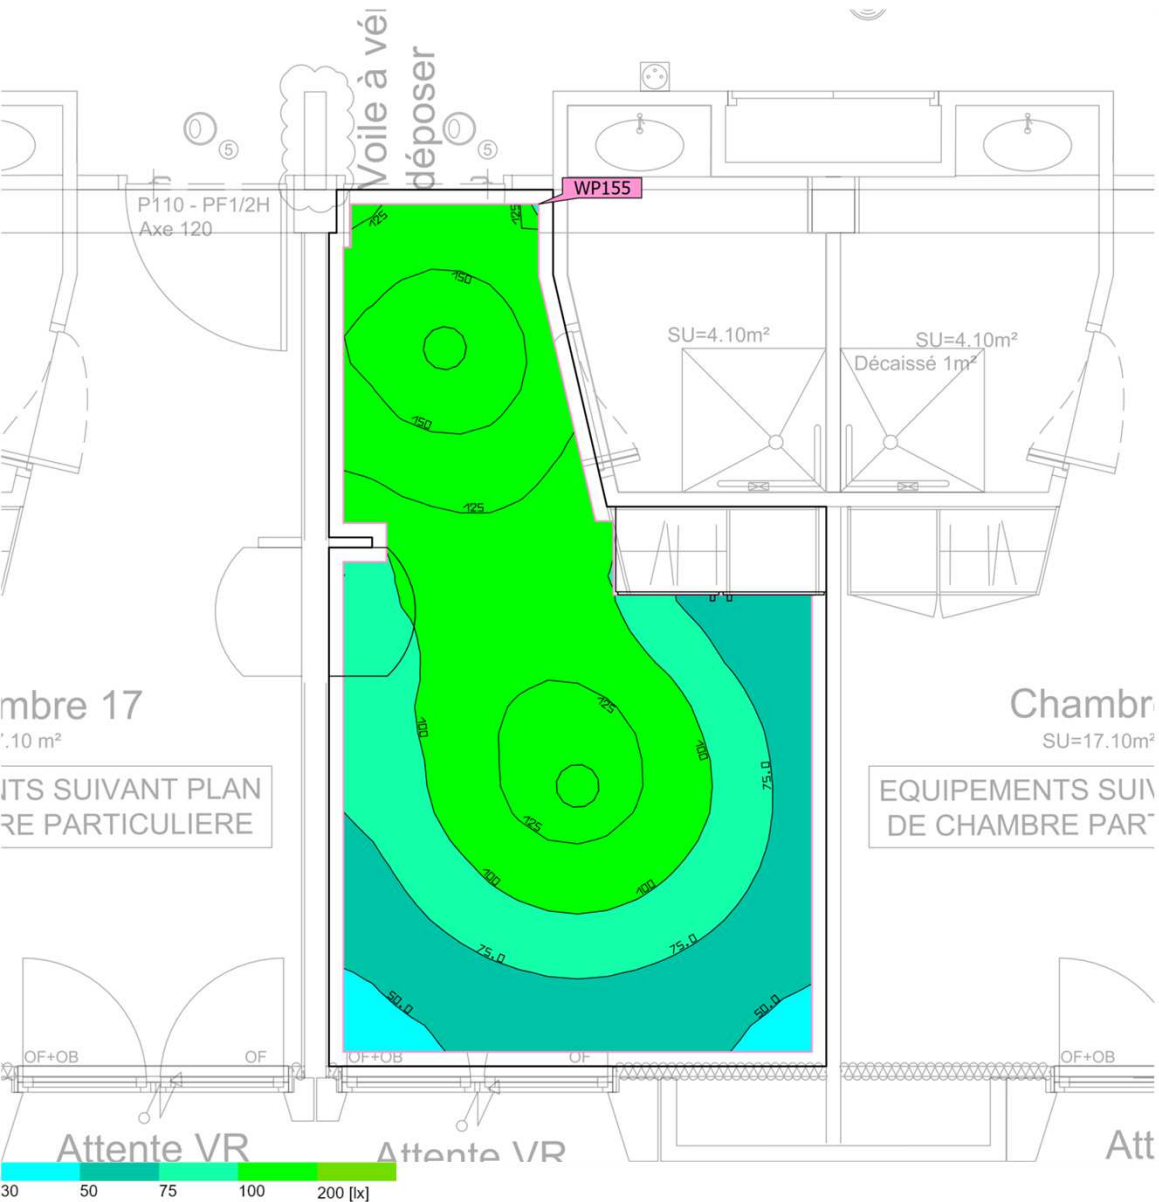 Voile à vé
déposer
5
5
P110 - PF1/2H
Axe 120
WP155
125
125
150
150
125
SU=4.10m²
SU=4.10m²
Décaissé 1m²
mbre 17
7.10 m²
NTS SUIVANT PLAN
RE PARTICULIERE
Chambr
SU=17.10m²
EQUIPEMENTS SUIV
DE CHAMBRE PART
125
100
100
75.0
125
100
100
75.0
75.0
50.0
50.0
OF+OB
OF
OF+OB
OF
OF+OB
Attente VR
Attente VR
Att
30 50 75 100 200 [lx]